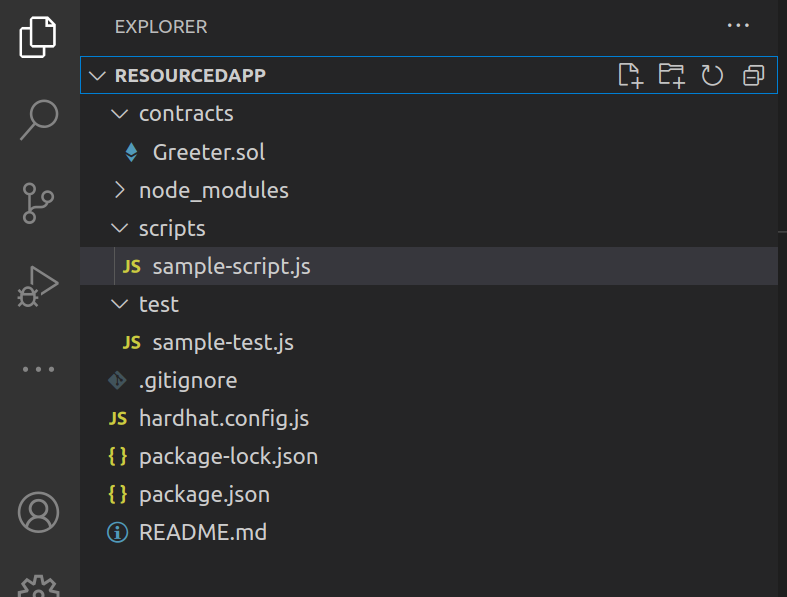 EXPLORER
RESOURCEDAPP
contracts
Greeter.sol
node_modules
scripts
JS sample-script.js
test
JS sample-test.js
.gitignore
JS hardhat.config.js
{} package-lock.json
{} package.json
README.md